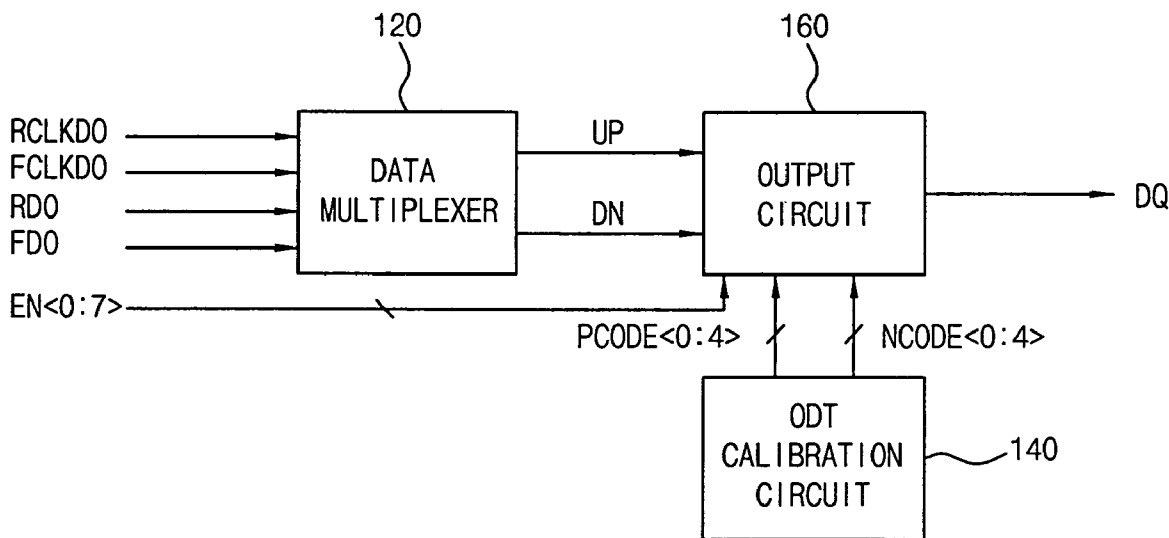 120
160
RCLKDO
FCLKDO
RDO
FDO
EN<0:7>
DATA
MULTIPLEXER
UP
DN
OUTPUT
CIRCUIT
DQ
PCODE<0:4>
NCODE<0:4>
ODT
CALIBRATION
CIRCUIT
140